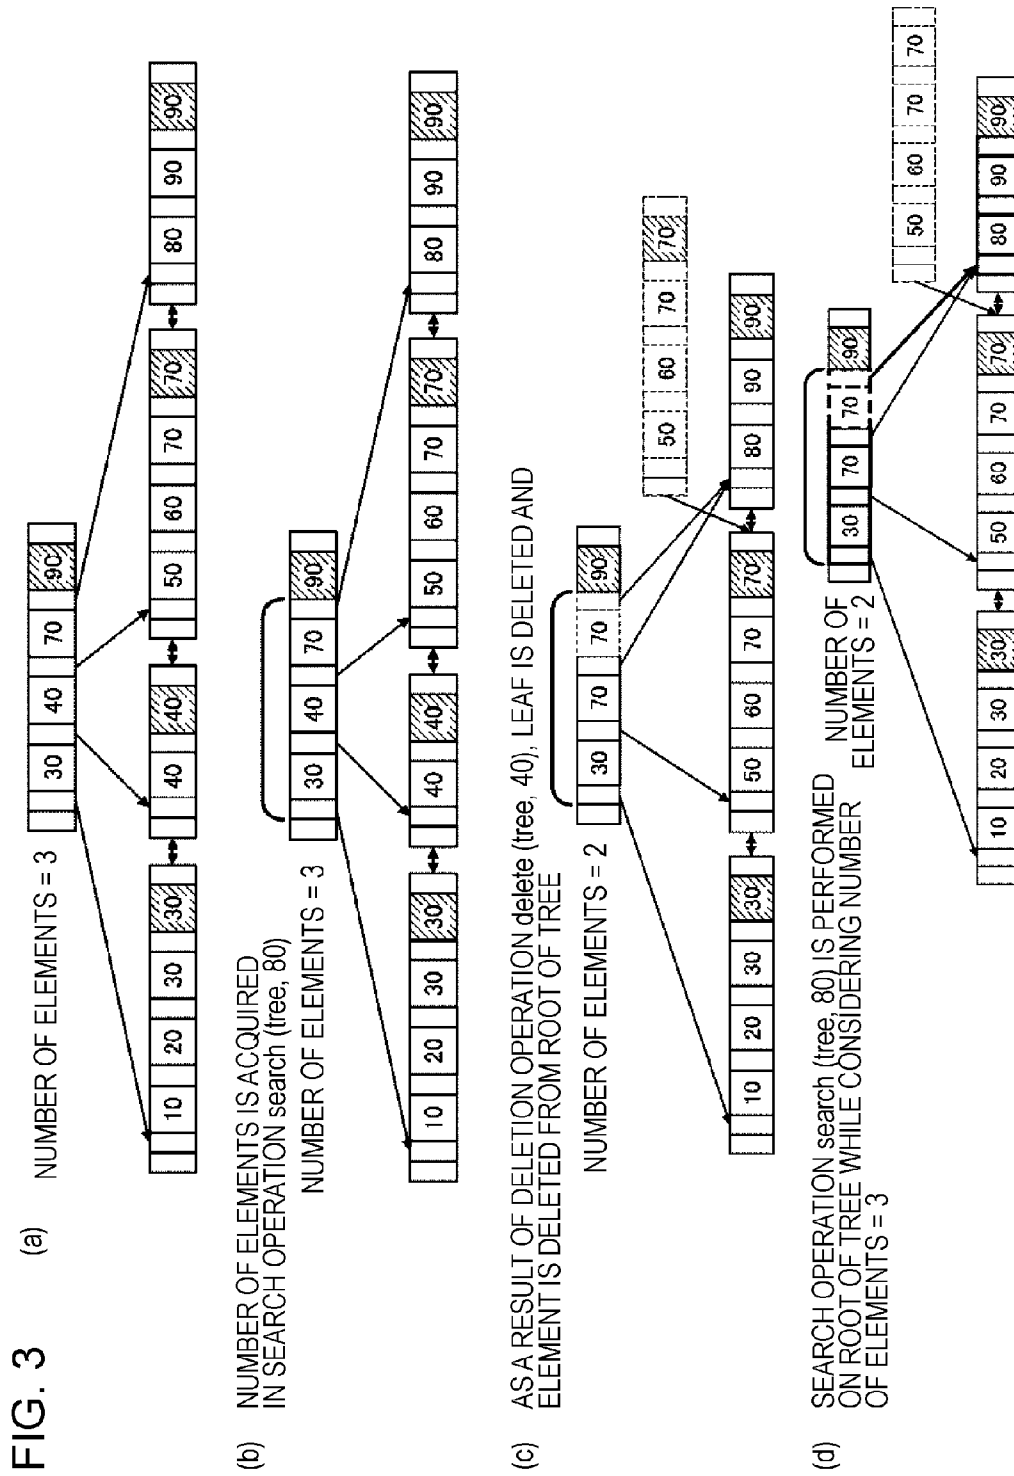 FIG. 3
(a)
NUMBER OF ELEMENTS = 3
30 40 70 90
10 20 30 30
40 40
50 60 70 70
80 90 90
(b)
NUMBER OF ELEMENTS IS ACQUIRED
IN SEARCH OPERATION search (tree, 80)
NUMBER OF ELEMENTS = 3
30 40 70 90
10 20 30 30
40 40
50 60 70 70
80 90 90
(c)
AS A RESULT OF DELETION OPERATION delete (tree, 40), LEAF IS DELETED AND
ELEMENT IS DELETED FROM ROOT OF TREE
NUMBER OF ELEMENTS = 2
30 70 70 90
50 60 70 70
10 20 30 30
50 60 70 70
80 90 90
(d)
SEARCH OPERATION search (tree, 80) IS PERFORMED
ON ROOT OF TREE WHILE CONSIDERING NUMBER
OF ELEMENTS = 3
NUMBER OF
ELEMENTS = 2
30 70 70 90
50 60 70 70
10 20 30 30
50 60 70 70
80 90 90